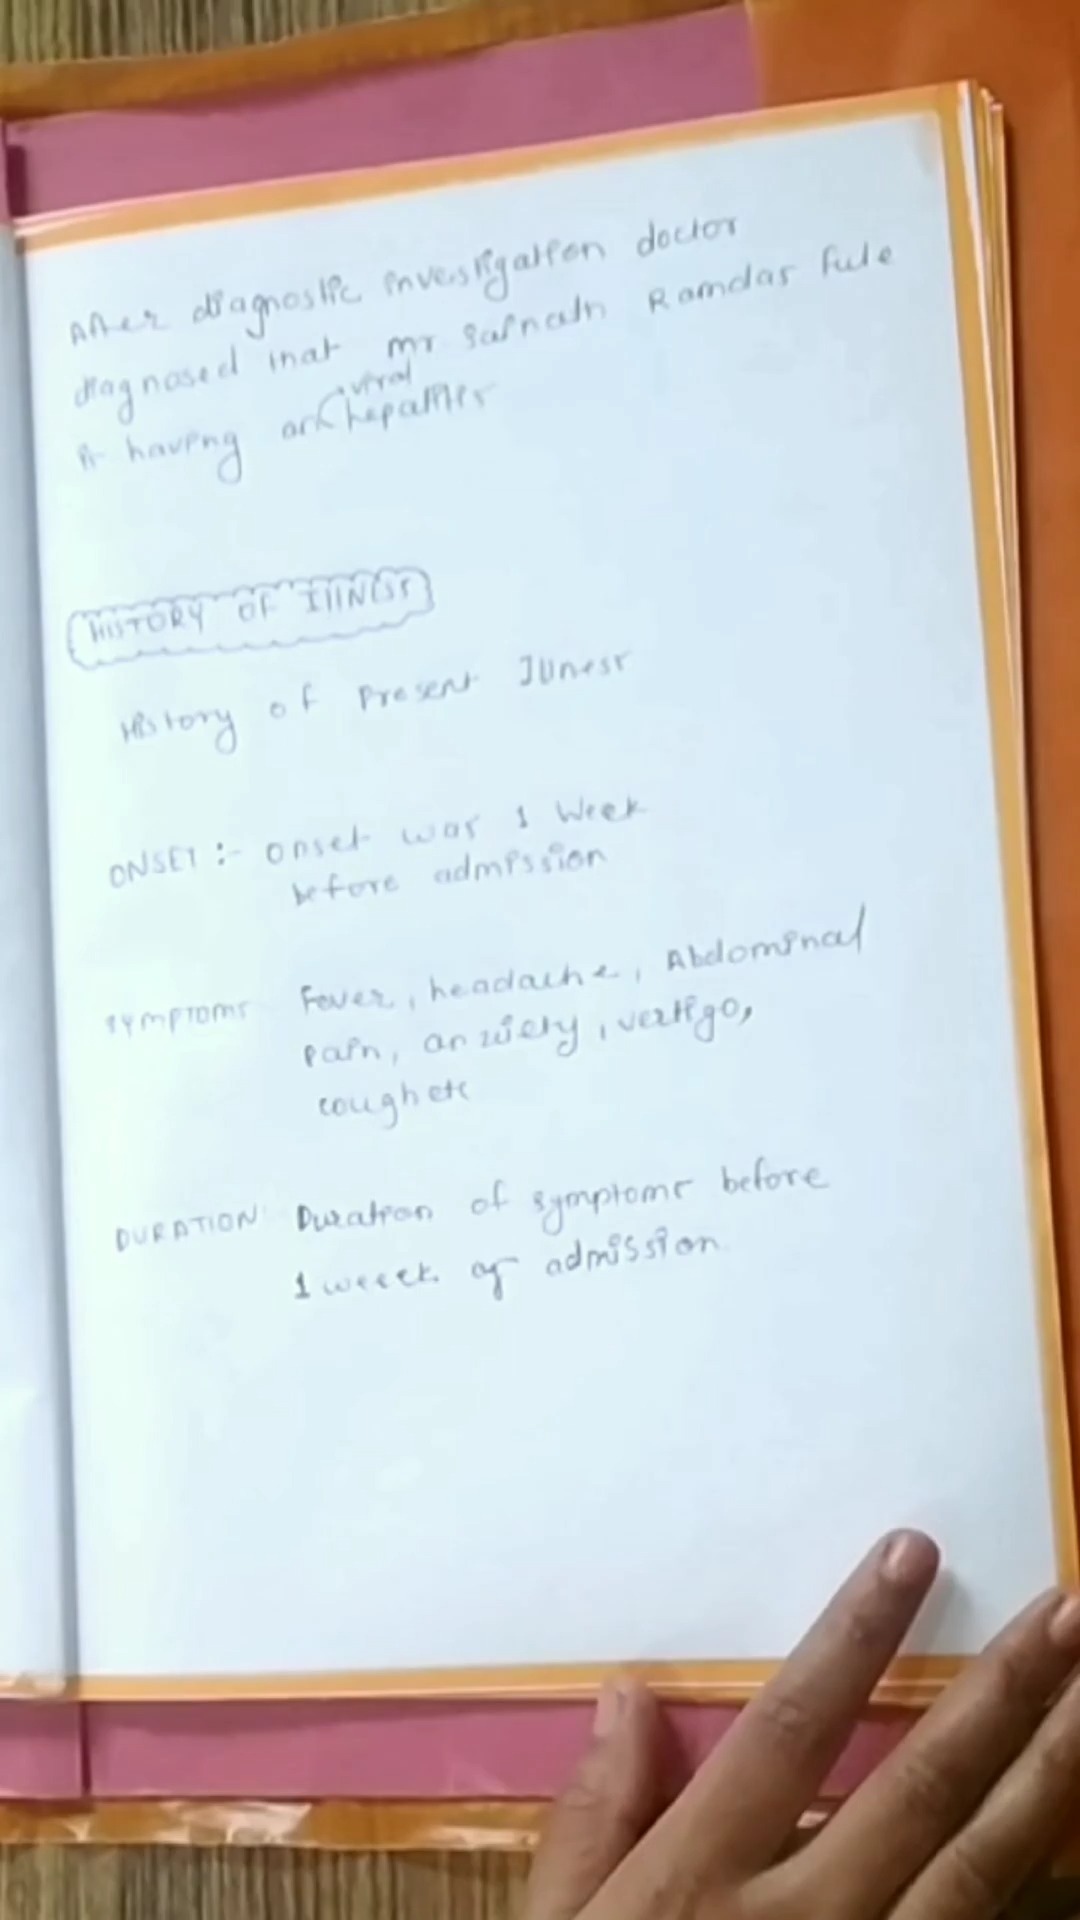 After diagnostic investigation doctor
diagnosed that mr Sainath Ramdas Fule
is having an viral hepatitis
HISTORY OF IllNESS
History of Present Illness
ONSET :- onset was 1 week
before admission
SYMPTOMS Fever, headache, Abdominal
pain, anxiety, vertigo,
cough etc
DURATION Duration of symptoms before
1 weeek of admission